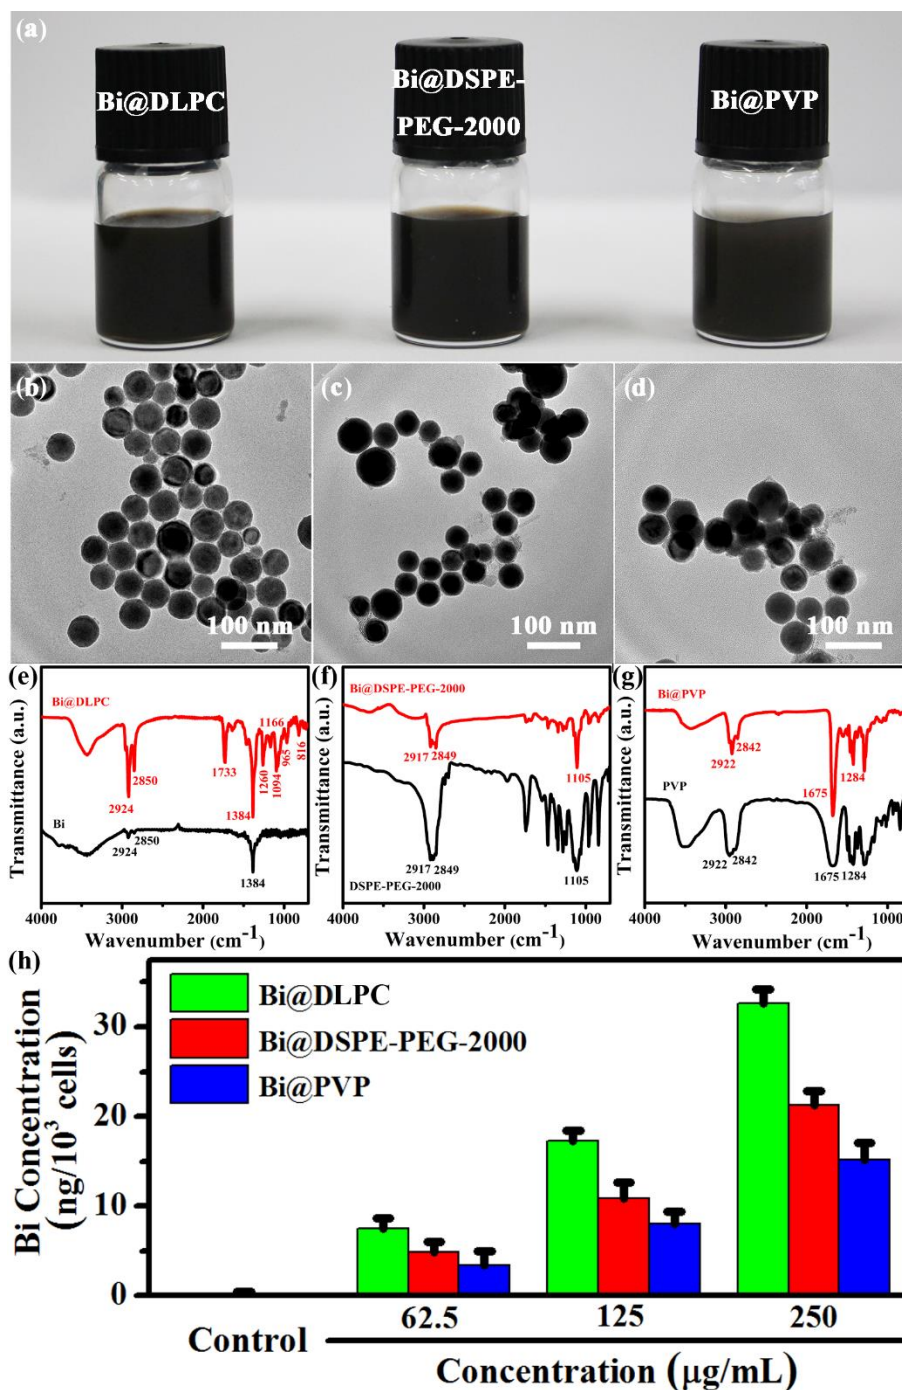 (a)
Bi@DLPC
Bi@DSPE-
PEG-2000
Bi@PVP
(b)
100 nm
(c)
100 nm
(d)
100 nm
(e)
Transmittance (a.u.)
Bi@DLPC
2924
2850
1733
1384
1260
1166
1094
965
816
Bi
2924
2850
1384
4000
3000
2000
1000
Wavenumber (cm-1)
(f)
Transmittance (a.u.)
Bi@DSPE-PEG-2000
2917
2849
1105
2917
2849
1105
DSPE-PEG-2000
4000
3000
2000
1000
Wavenumber (cm-1)
(g)
Transmittance (a.u.)
Bi@PVP
2922
2842
1675
1284
PVP
2922
2842
1675
1284
4000
3000
2000
1000
Wavenumber (cm-1)
(h)
Bi Concentration
(ng/10³ cells)
30
20
10
0
Bi@DLPC
Bi@DSPE-PEG-2000
Bi@PVP
Control
62.5
125
250
Concentration (μg/mL)